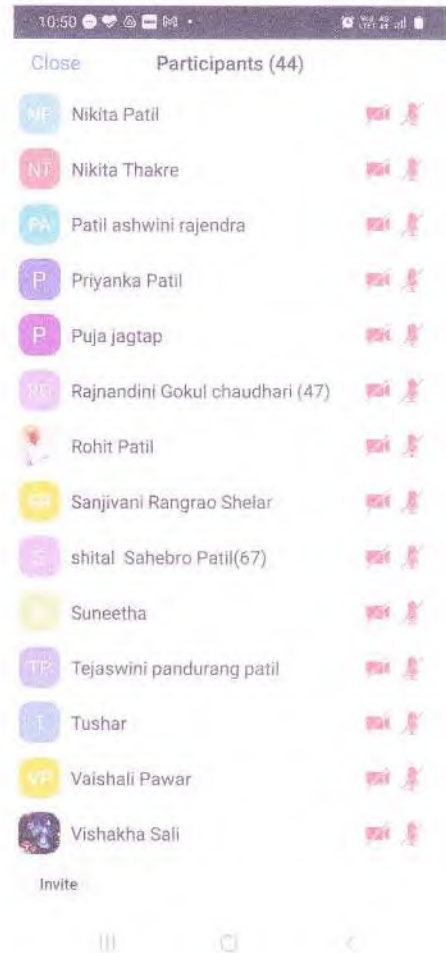 10:50
Close Participants (44)
NP Nikita Patil
NT Nikita Thakre
PA Patil ashwini rajendra
P Priyanka Patil
P Puja jagtap
Rajnandini Gokul chaudhari (47)
Rohit Patil
Sanjivani Rangrao Shelar
S shital Sahebro Patil(67)
Suneetha
TP Tejaswini pandurang patil
T Tushar
VP Vaishali Pawar
Vishakha Sali
Invite